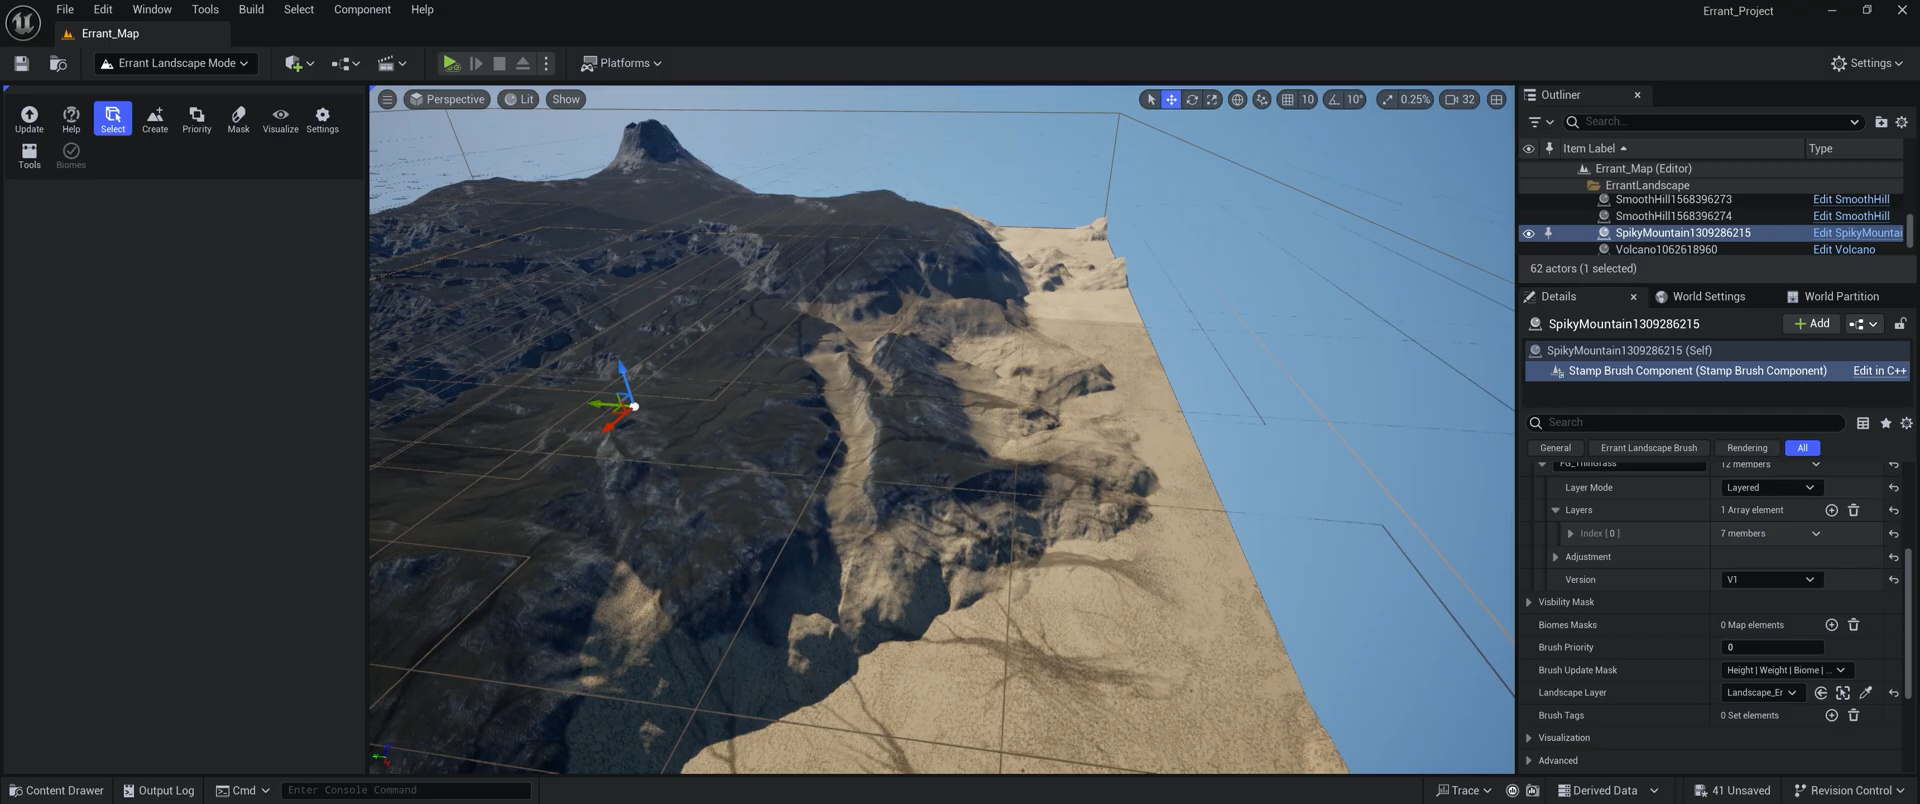 File Edit Window Tools Build Select Component Help
Errant_Project
Errant_Map
Errant Landscape Mode
Platforms
Settings
Update Help Select Create Priority Mask Visualize Settings
Tools Biomes
Perspective Lit Show
10 10° 0.25% 32
Outliner
Search...
Item Label Type
Errant_Map (Editor)
ErrantLandscape
SmoothHill1568396273 Edit SmoothHill
SmoothHill1568396274 Edit SmoothHill
SpikyMountain1309286215 Edit SpikyMountai
Volcano1062618960 Edit Volcano
62 actors (1 selected)
Details World Settings World Partition
SpikyMountain1309286215 Add
SpikyMountain1309286215 (Self)
Stamp Brush Component (Stamp Brush Component) Edit in C++
Search
General Errant Landscape Brush Rendering All
PG_ThinGrass 12 members
Layer Mode Layered
Layers 1 Array element
Index [ 0 ] 7 members
Adjustment
Version V1
Visbility Mask
Biomes Masks 0 Map elements
Brush Priority 0
Brush Update Mask Height | Weight | Biome | ...
Landscape Layer Landscape_Er
Brush Tags 0 Set elements
Visualization
Advanced
Content Drawer Output Log Cmd Enter Console Command
Trace Derived Data 41 Unsaved Revision Control